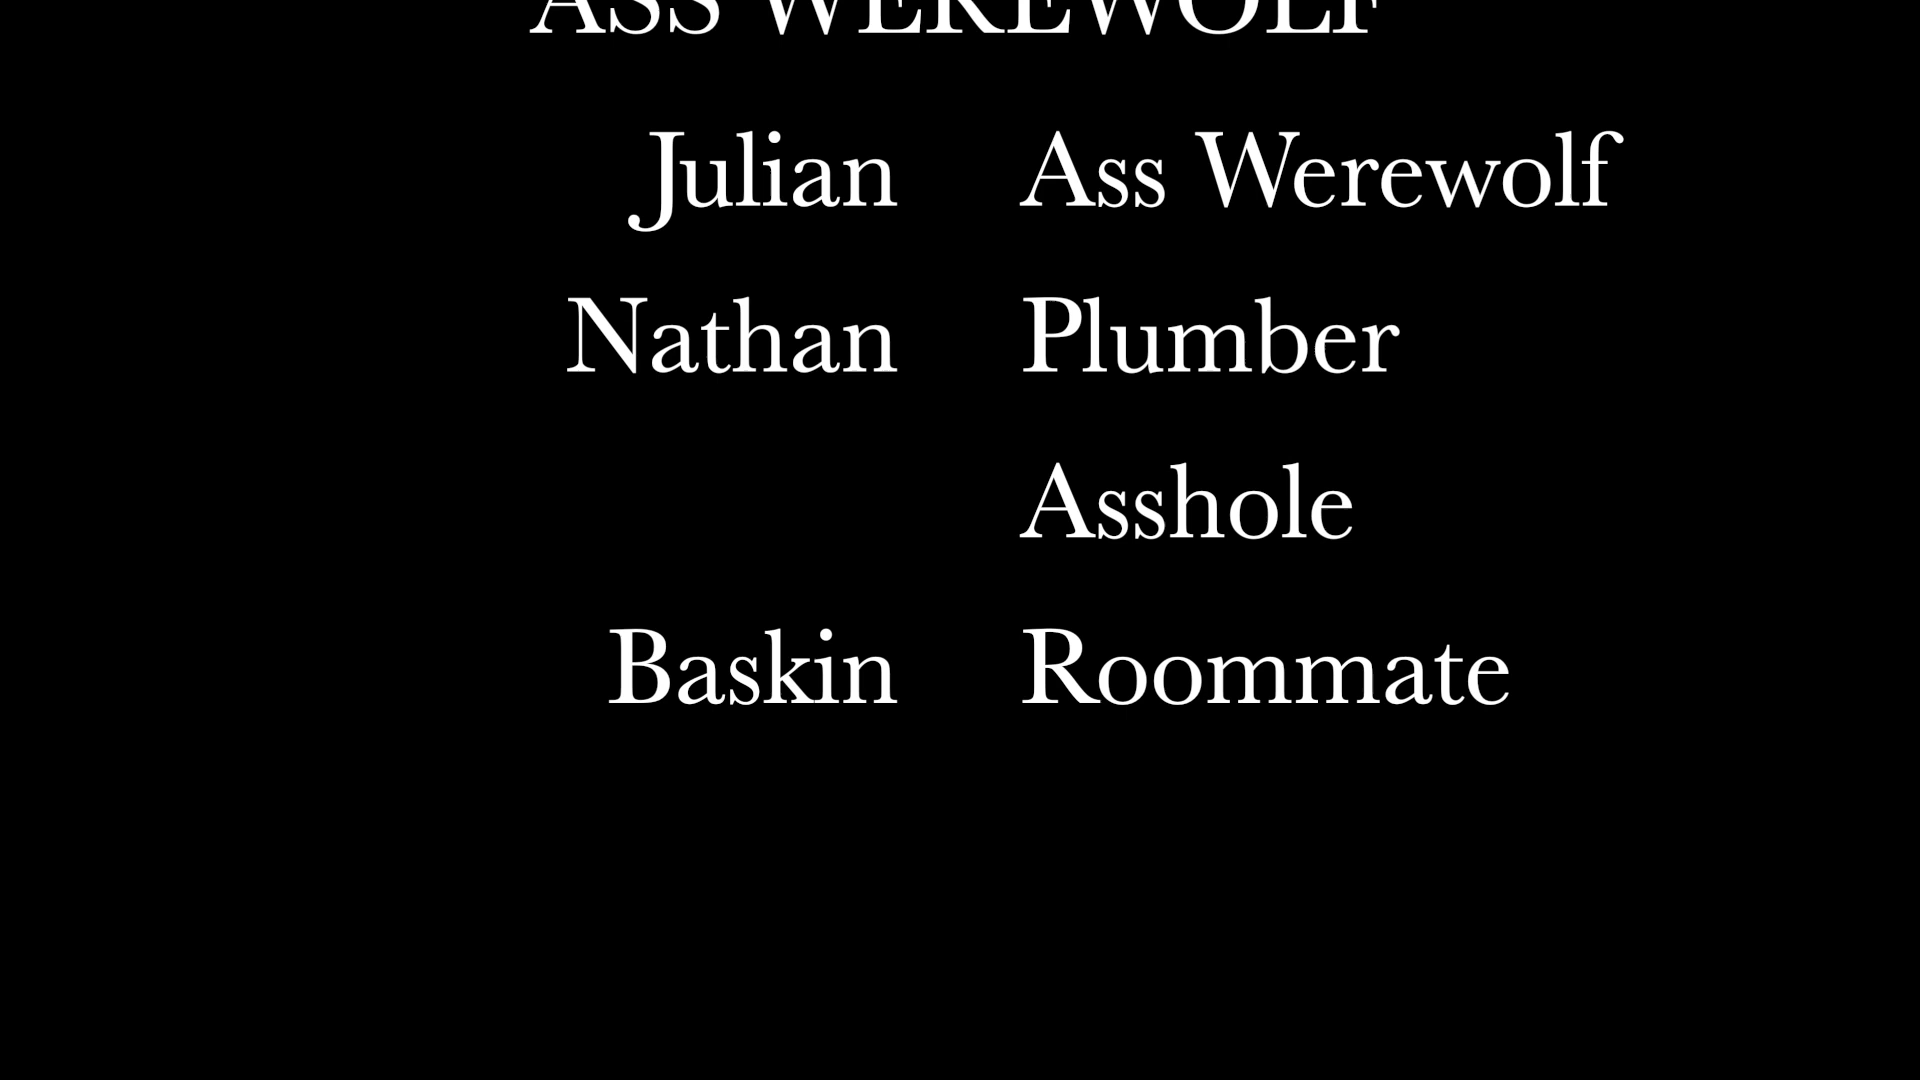 ASS WEREWOLF
Julian Ass Werewolf
Nathan Plumber
Asshole
Baskin Roommate